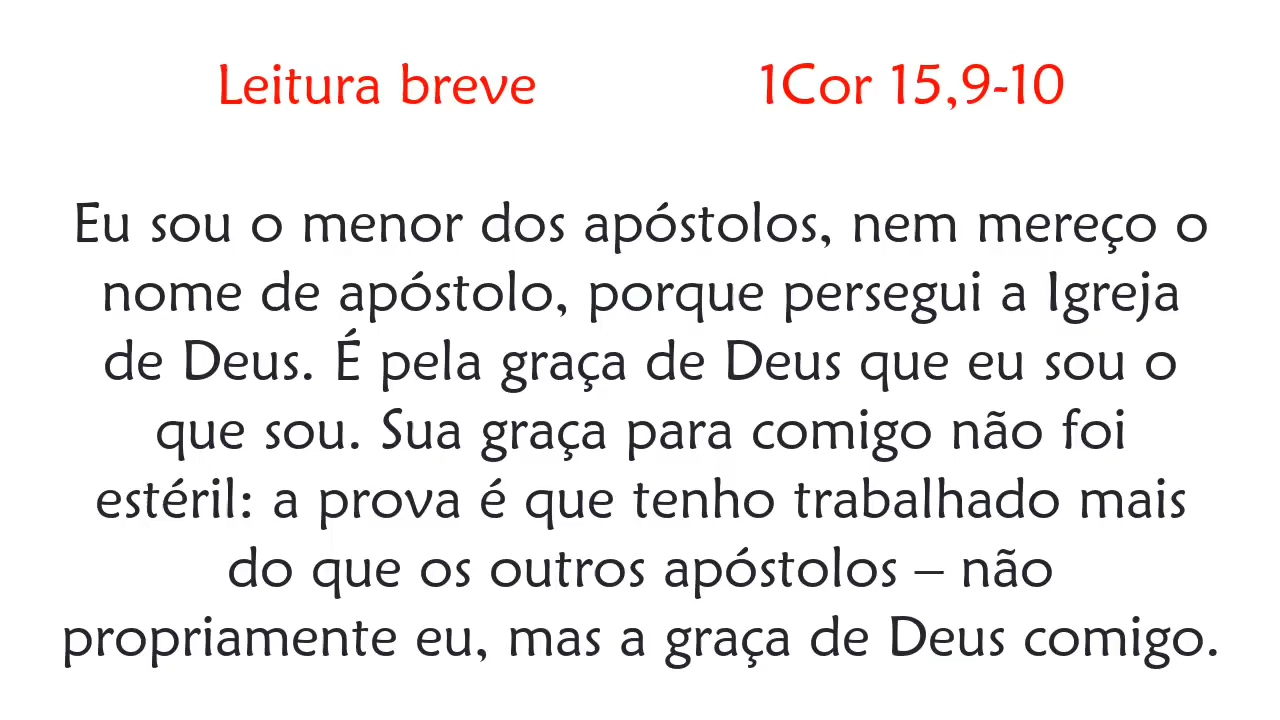 Leitura breve 1Cor 15,9-10
Eu sou o menor dos apóstolos, nem mereço o
nome de apóstolo, porque persegui a Igreja
de Deus. É pela graça de Deus que eu sou o
que sou. Sua graça para comigo não foi
estéril: a prova é que tenho trabalhado mais
do que os outros apóstolos – não
propriamente eu, mas a graça de Deus comigo.